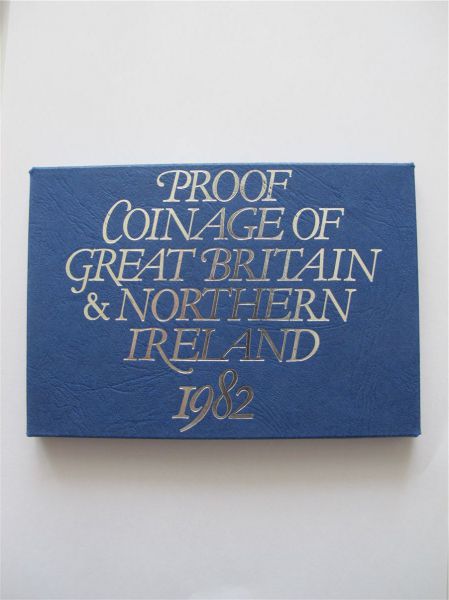 PROOF
COINAGE OF
GREAT BRITAIN
& NORTHERN
IRELAND
1982